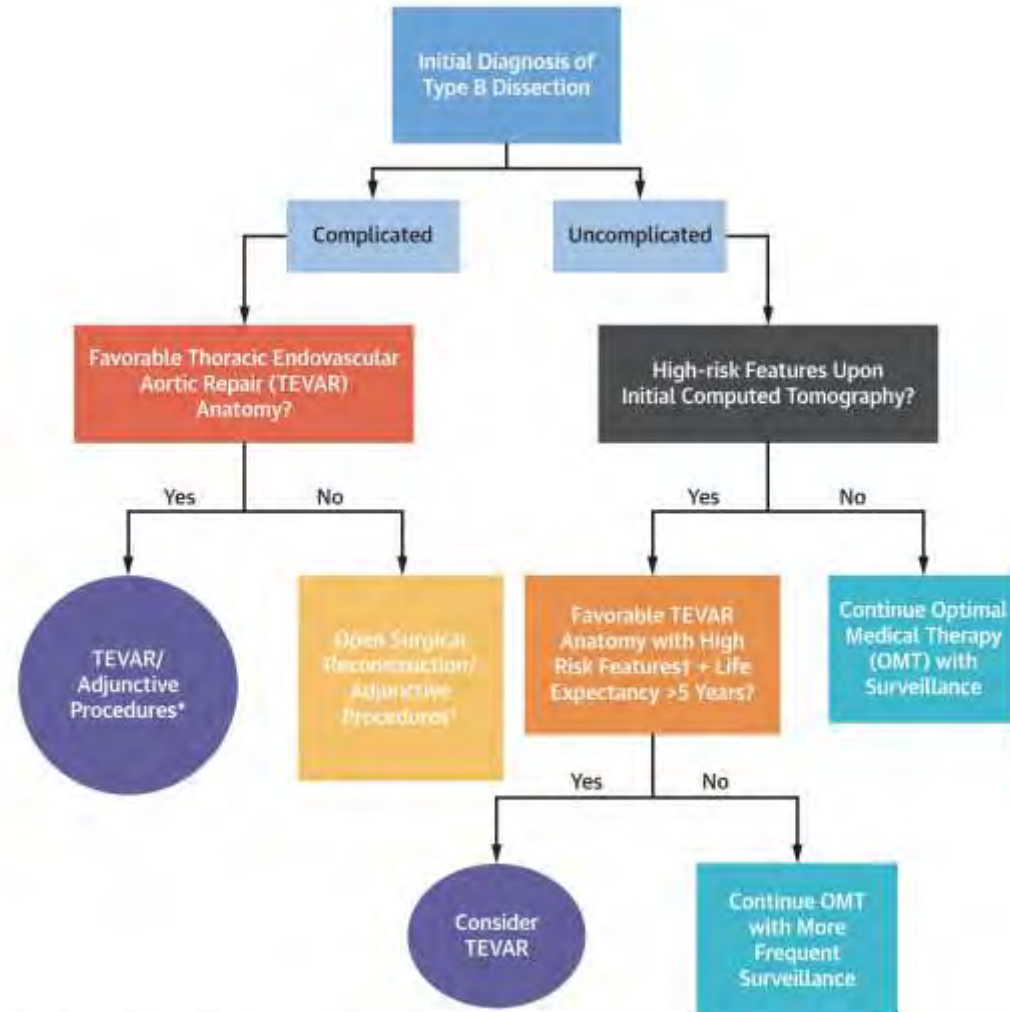 Initial Diagnosis of
Type B Dissection
Complicated
Uncomplicated
Favorable Thoracic Endovascular
Aortic Repair (TEVAR)
Anatomy?
High-risk Features Upon
Initial Computed Tomography?
Yes
No
Yes
No
TEVAR/
Adjunctive
Procedures*
Open Surgical
Reconstruction/
Adjunctive
Procedures*
Favorable TEVAR
Anatomy with High
Risk Features† + Life
Expectancy >5 Years?
Continue Optimal
Medical Therapy
(OMT) with
Surveillance
Yes
No
Consider
TEVAR
Continue OMT
with More
Frequent
Surveillance